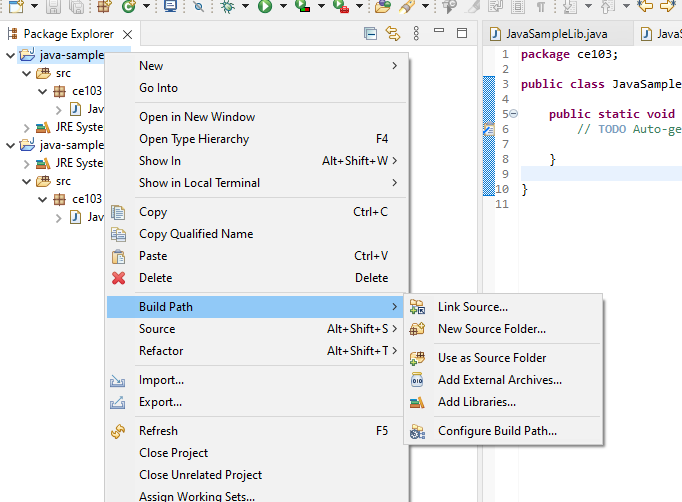 Package Explorer
java-sample
src
ce103
Jav
JRE Syste
java-sample
JRE Syste
src
ce103
Jav
New
Go Into
Open in New Window
Open Type Hierarchy F4
Show In Alt+Shift+W
Show in Local Terminal
Copy Ctrl+C
Copy Qualified Name
Paste Ctrl+V
Delete Delete
Build Path
Source Alt+Shift+S
Refactor Alt+Shift+T
Import...
Export...
Refresh F5
Close Project
Close Unrelated Project
Assign Working Sets...
Link Source...
New Source Folder...
Use as Source Folder
Add External Archives...
Add Libraries...
Configure Build Path...
JavaSampleLib.java
JavaS
1 package ce103;
2
3 public class JavaSample
4
5 public static void
6 // TODO Auto-ge
7
8 }
9
10 }
11